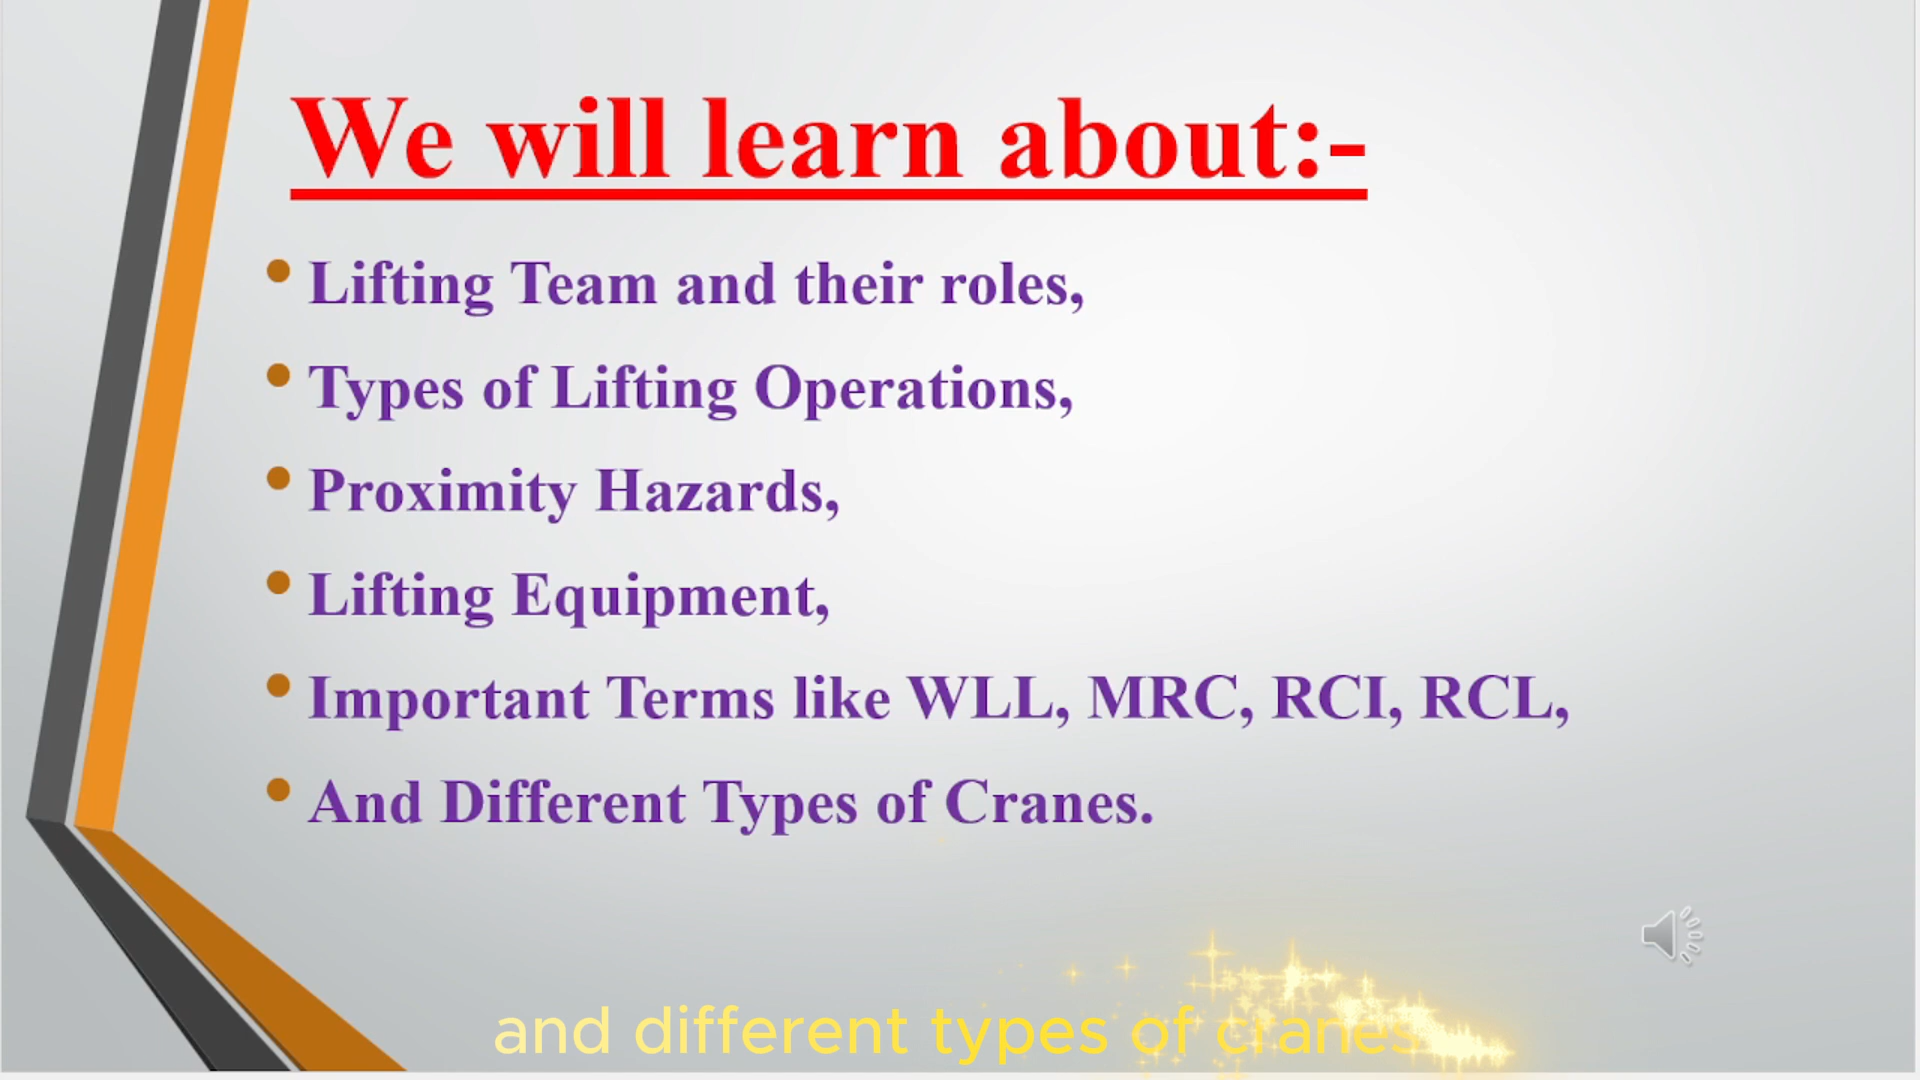 We will learn about:-
Lifting Team and their roles,
Types of Lifting Operations,
Proximity Hazards,
Lifting Equipment,
Important Terms like WLL, MRC, RCI, RCL,
And Different Types of Cranes.
and different types of cranes